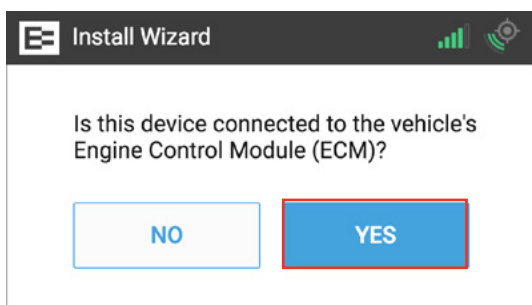 Install Wizard
Is this device connected to the vehicle's
Engine Control Module (ECM)?
NO
YES